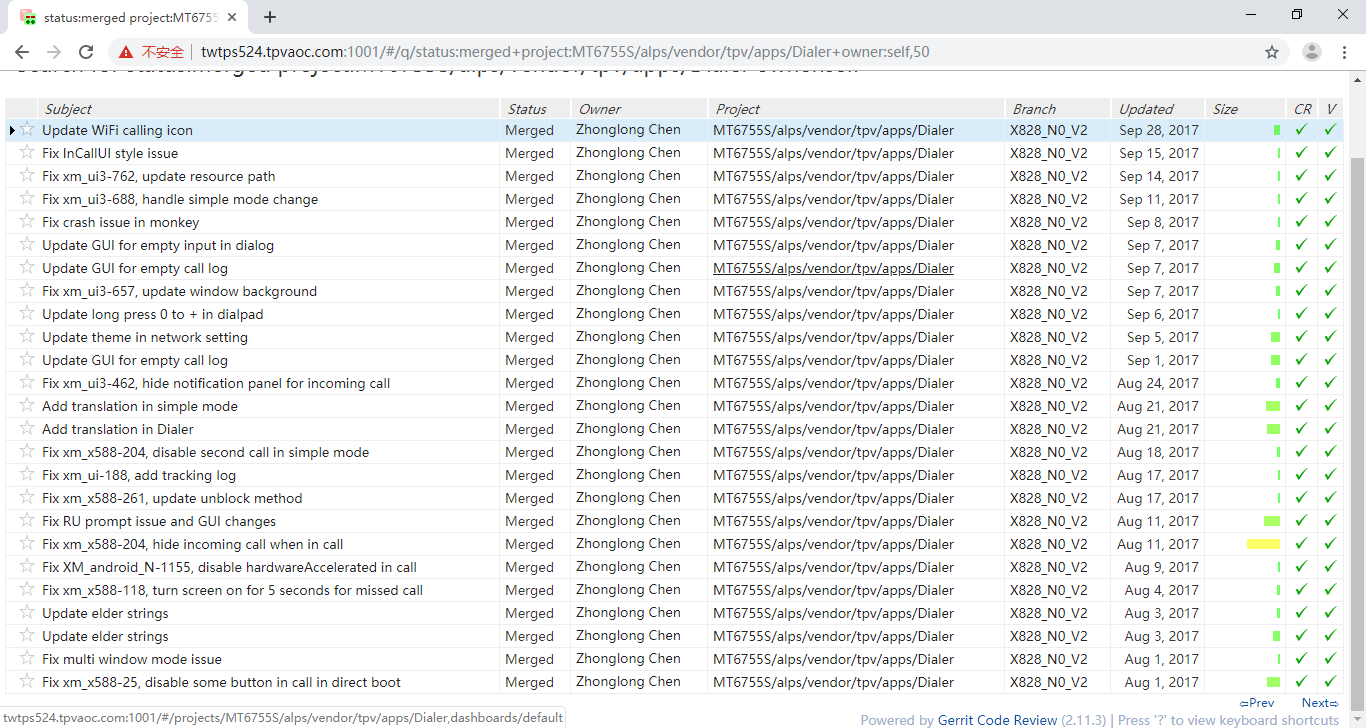 status:merged project:MT6755S
不安全 twtps524.tpvaoc.com:1001/#/q/status:merged+project:MT6755S/alps/vendor/tpv/apps/Dialer+owner:self,50
Search for status:merged project:MT6755S/alps/vendor/tpv/apps/Dialer owner:self
Subject Status Owner Project Branch Updated Size CR V
Update WiFi calling icon Merged Zhonglong Chen MT6755S/alps/vendor/tpv/apps/Dialer X828_N0_V2 Sep 28, 2017 ✓ ✓
Fix InCallUI style issue Merged Zhonglong Chen MT6755S/alps/vendor/tpv/apps/Dialer X828_N0_V2 Sep 15, 2017 ✓ ✓
Fix xm_ui3-762, update resource path Merged Zhonglong Chen MT6755S/alps/vendor/tpv/apps/Dialer X828_N0_V2 Sep 14, 2017 ✓ ✓
Fix xm_ui3-688, handle simple mode change Merged Zhonglong Chen MT6755S/alps/vendor/tpv/apps/Dialer X828_N0_V2 Sep 11, 2017 ✓ ✓
Fix crash issue in monkey Merged Zhonglong Chen MT6755S/alps/vendor/tpv/apps/Dialer X828_N0_V2 Sep 8, 2017 ✓ ✓
Update GUI for empty input in dialog Merged Zhonglong Chen MT6755S/alps/vendor/tpv/apps/Dialer X828_N0_V2 Sep 7, 2017 ✓ ✓
Update GUI for empty call log Merged Zhonglong Chen MT6755S/alps/vendor/tpv/apps/Dialer X828_N0_V2 Sep 7, 2017 ✓ ✓
Fix xm_ui3-657, update window background Merged Zhonglong Chen MT6755S/alps/vendor/tpv/apps/Dialer X828_N0_V2 Sep 7, 2017 ✓ ✓
Update long press 0 to + in dialpad Merged Zhonglong Chen MT6755S/alps/vendor/tpv/apps/Dialer X828_N0_V2 Sep 6, 2017 ✓ ✓
Update theme in network setting Merged Zhonglong Chen MT6755S/alps/vendor/tpv/apps/Dialer X828_N0_V2 Sep 5, 2017 ✓ ✓
Update GUI for empty call log Merged Zhonglong Chen MT6755S/alps/vendor/tpv/apps/Dialer X828_N0_V2 Sep 1, 2017 ✓ ✓
Fix xm_ui3-462, hide notification panel for incoming call Merged Zhonglong Chen MT6755S/alps/vendor/tpv/apps/Dialer X828_N0_V2 Aug 24, 2017 ✓ ✓
Add translation in simple mode Merged Zhonglong Chen MT6755S/alps/vendor/tpv/apps/Dialer X828_N0_V2 Aug 21, 2017 ✓ ✓
Add translation in Dialer Merged Zhonglong Chen MT6755S/alps/vendor/tpv/apps/Dialer X828_N0_V2 Aug 21, 2017 ✓ ✓
Fix xm_x588-204, disable second call in simple mode Merged Zhonglong Chen MT6755S/alps/vendor/tpv/apps/Dialer X828_N0_V2 Aug 18, 2017 ✓ ✓
Fix xm_ui-188, add tracking log Merged Zhonglong Chen MT6755S/alps/vendor/tpv/apps/Dialer X828_N0_V2 Aug 17, 2017 ✓ ✓
Fix xm_x588-261, update unblock method Merged Zhonglong Chen MT6755S/alps/vendor/tpv/apps/Dialer X828_N0_V2 Aug 17, 2017 ✓ ✓
Fix RU prompt issue and GUI changes Merged Zhonglong Chen MT6755S/alps/vendor/tpv/apps/Dialer X828_N0_V2 Aug 11, 2017 ✓ ✓
Fix xm_x588-204, hide incoming call when in call Merged Zhonglong Chen MT6755S/alps/vendor/tpv/apps/Dialer X828_N0_V2 Aug 11, 2017 ✓ ✓
Fix XM_android_N-1155, disable hardwareAccelerated in call Merged Zhonglong Chen MT6755S/alps/vendor/tpv/apps/Dialer X828_N0_V2 Aug 9, 2017 ✓ ✓
Fix xm_x588-118, turn screen on for 5 seconds for missed call Merged Zhonglong Chen MT6755S/alps/vendor/tpv/apps/Dialer X828_N0_V2 Aug 4, 2017 ✓ ✓
Update elder strings Merged Zhonglong Chen MT6755S/alps/vendor/tpv/apps/Dialer X828_N0_V2 Aug 3, 2017 ✓ ✓
Update elder strings Merged Zhonglong Chen MT6755S/alps/vendor/tpv/apps/Dialer X828_N0_V2 Aug 3, 2017 ✓ ✓
Fix multi window mode issue Merged Zhonglong Chen MT6755S/alps/vendor/tpv/apps/Dialer X828_N0_V2 Aug 1, 2017 ✓ ✓
Fix xm_x588-25, disable some button in call in direct boot Merged Zhonglong Chen MT6755S/alps/vendor/tpv/apps/Dialer X828_N0_V2 Aug 1, 2017 ✓ ✓
⇦Prev Next⇨
twtps524.tpvaoc.com:1001/#/projects/MT6755S/alps/vendor/tpv/apps/Dialer,dashboards/default
Powered by Gerrit Code Review (2.11.3) | Press '?' to view keyboard shortcuts